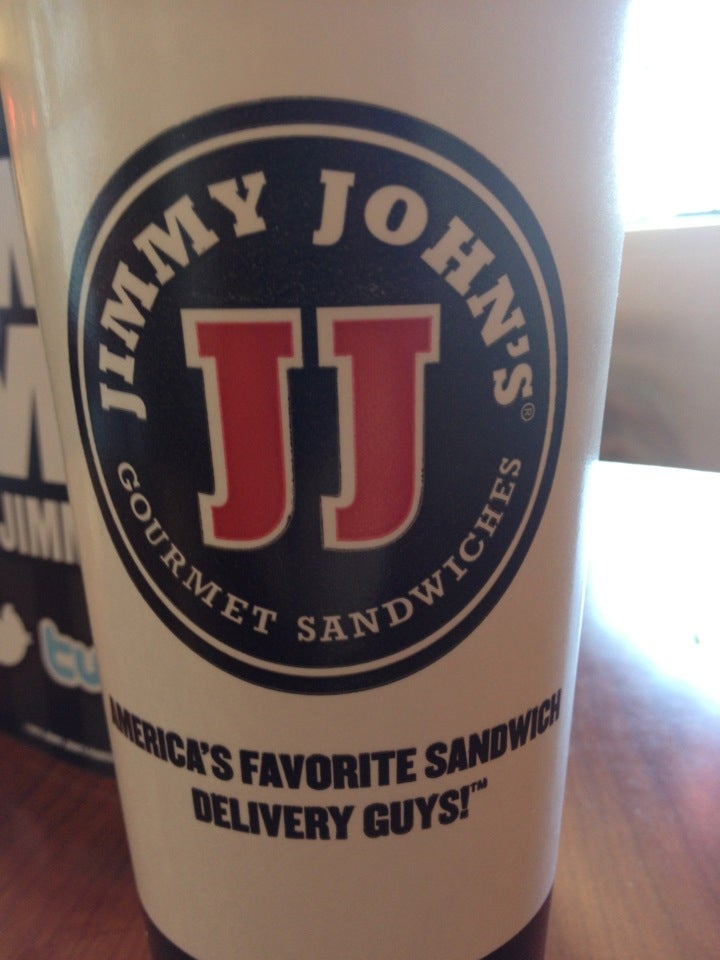 JIMMY JOHN'S®
JJ
GOURMET SANDWICHES
AMERICA'S FAVORITE SANDWICH
DELIVERY GUYS!™